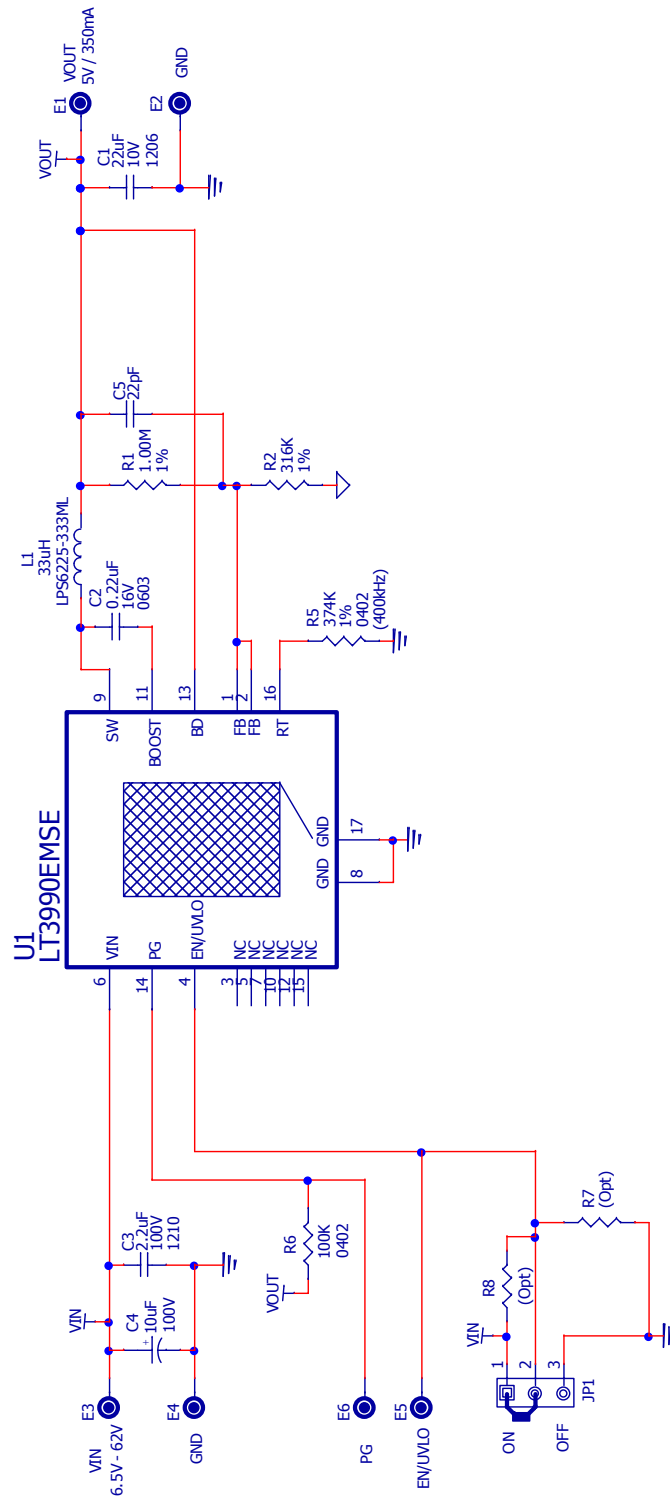 E3
VIN
6.5V - 62V
E4
GND
VIN
C4
10uF
100V
+
C3
2.2uF
100V
1210
VOUT
R6
100K
0402
E6
PG
E5
EN/UVLO
VIN
R8
(Opt)
R7
(Opt)
1
2
3
JP1
ON
OFF
U1
LT3990EMSE
6
VIN
14
PG
4
EN/UVLO
3
NC
5
NC
7
NC
10
NC
12
NC
15
NC
GND
8
GND
17
SW
9
BOOST
11
BD
13
FB
1
FB
2
RT
16
L1
33uH
LPS6225-333ML
C2
0.22uF
16V
0603
R5
374K
1%
0402
(400kHz)
R1
1.00M
1%
C5
22pF
R2
316K
1%
VOUT
C1
22uF
10V
1206
E1
VOUT
5V / 350mA
E2
GND